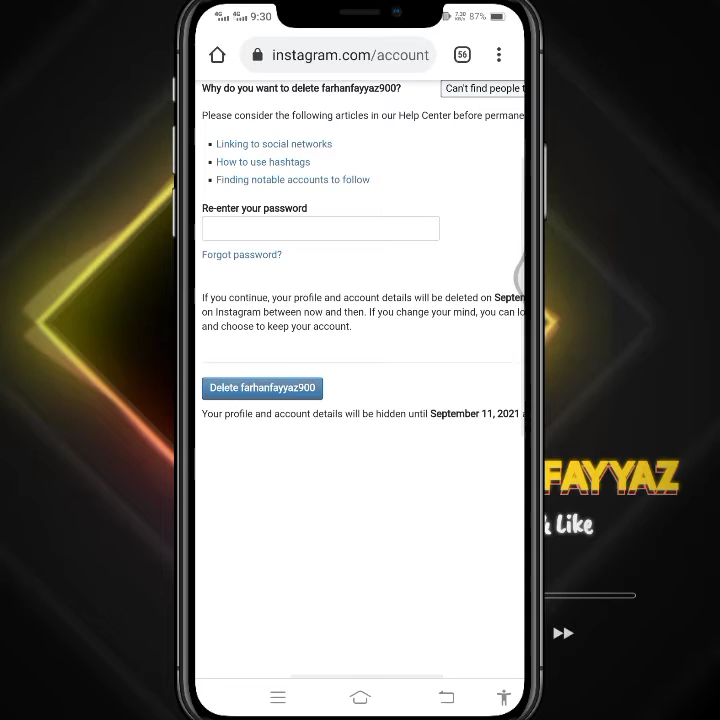 9:30
7.30 KB/s 87%
instagram.com/account
56
Why do you want to delete farhanfayyaz900?
Can't find people t
Please consider the following articles in our Help Center before permane
Linking to social networks
How to use hashtags
Finding notable accounts to follow
Re-enter your password
Forgot password?
If you continue, your profile and account details will be deleted on Septen
on Instagram between now and then. If you change your mind, you can lo
and choose to keep your account.
Delete farhanfayyaz900
Your profile and account details will be hidden until September 11, 2021 a
FAYYAZ
& Like